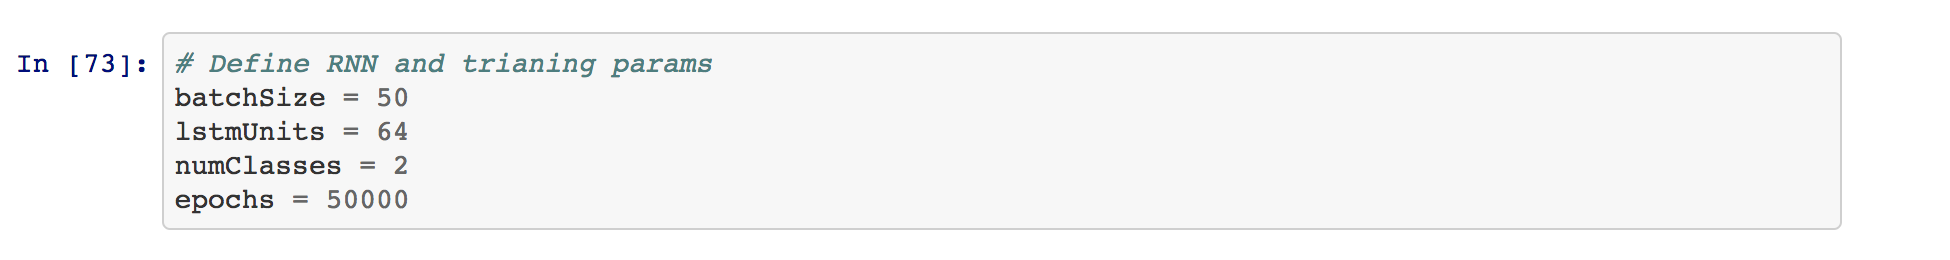 In [73]: # Define RNN and trianing params
batchSize = 50
lstmUnits = 64
numClasses = 2
epochs = 50000